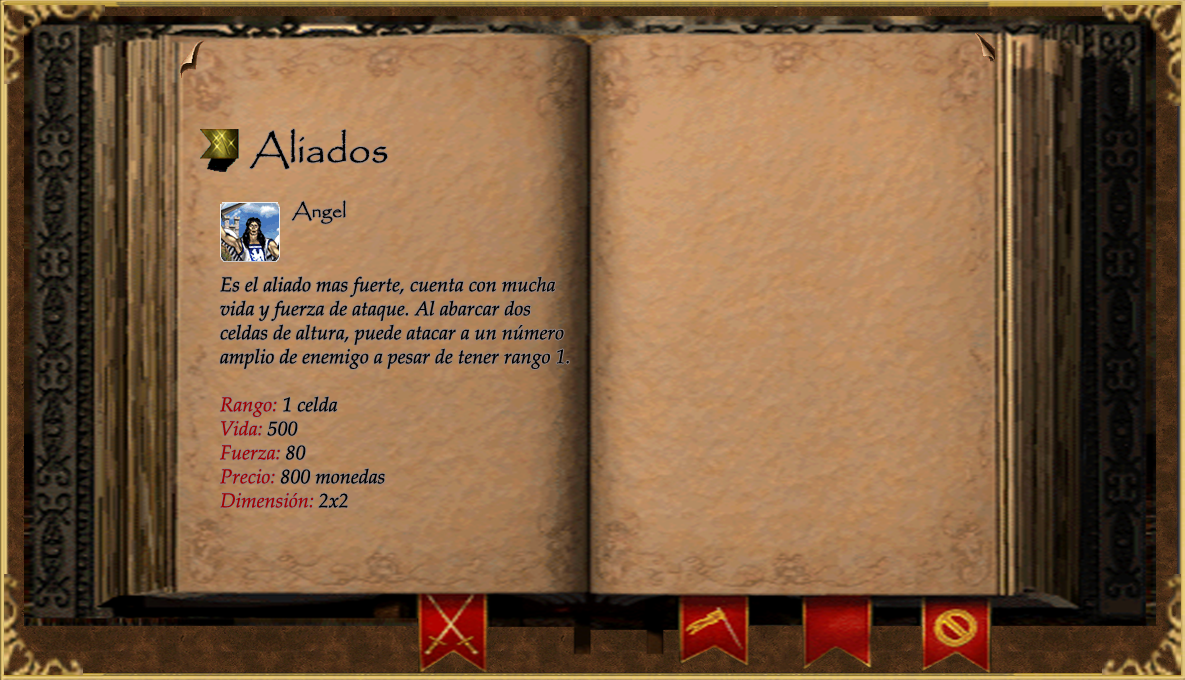 Aliados
Angel
Es el aliado mas fuerte, cuenta con mucha
vida y fuerza de ataque. Al abarcar dos
celdas de altura, puede atacar a un número
amplio de enemigo a pesar de tener rango 1.
Rango: 1 celda
Vida: 500
Fuerza: 80
Precio: 800 monedas
Dimensión: 2x2